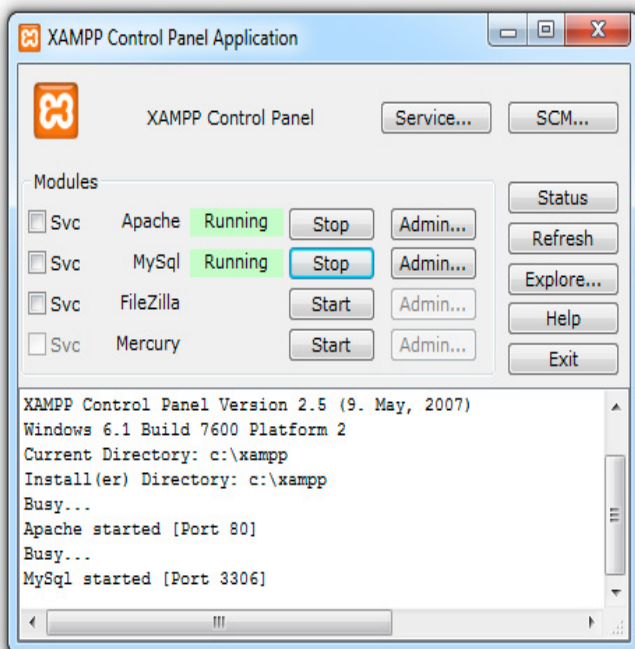 XAMPP Control Panel Application
XAMPP Control Panel Service... SCM...
Modules
Svc Apache Running Stop Admin...
Svc MySql Running Stop Admin...
Svc FileZilla Start Admin...
Svc Mercury Start Admin...
Status
Refresh
Explore...
Help
Exit
XAMPP Control Panel Version 2.5 (9. May, 2007)
Windows 6.1 Build 7600 Platform 2
Current Directory: c:\xampp
Install(er) Directory: c:\xampp
Busy...
Apache started [Port 80]
Busy...
MySql started [Port 3306]